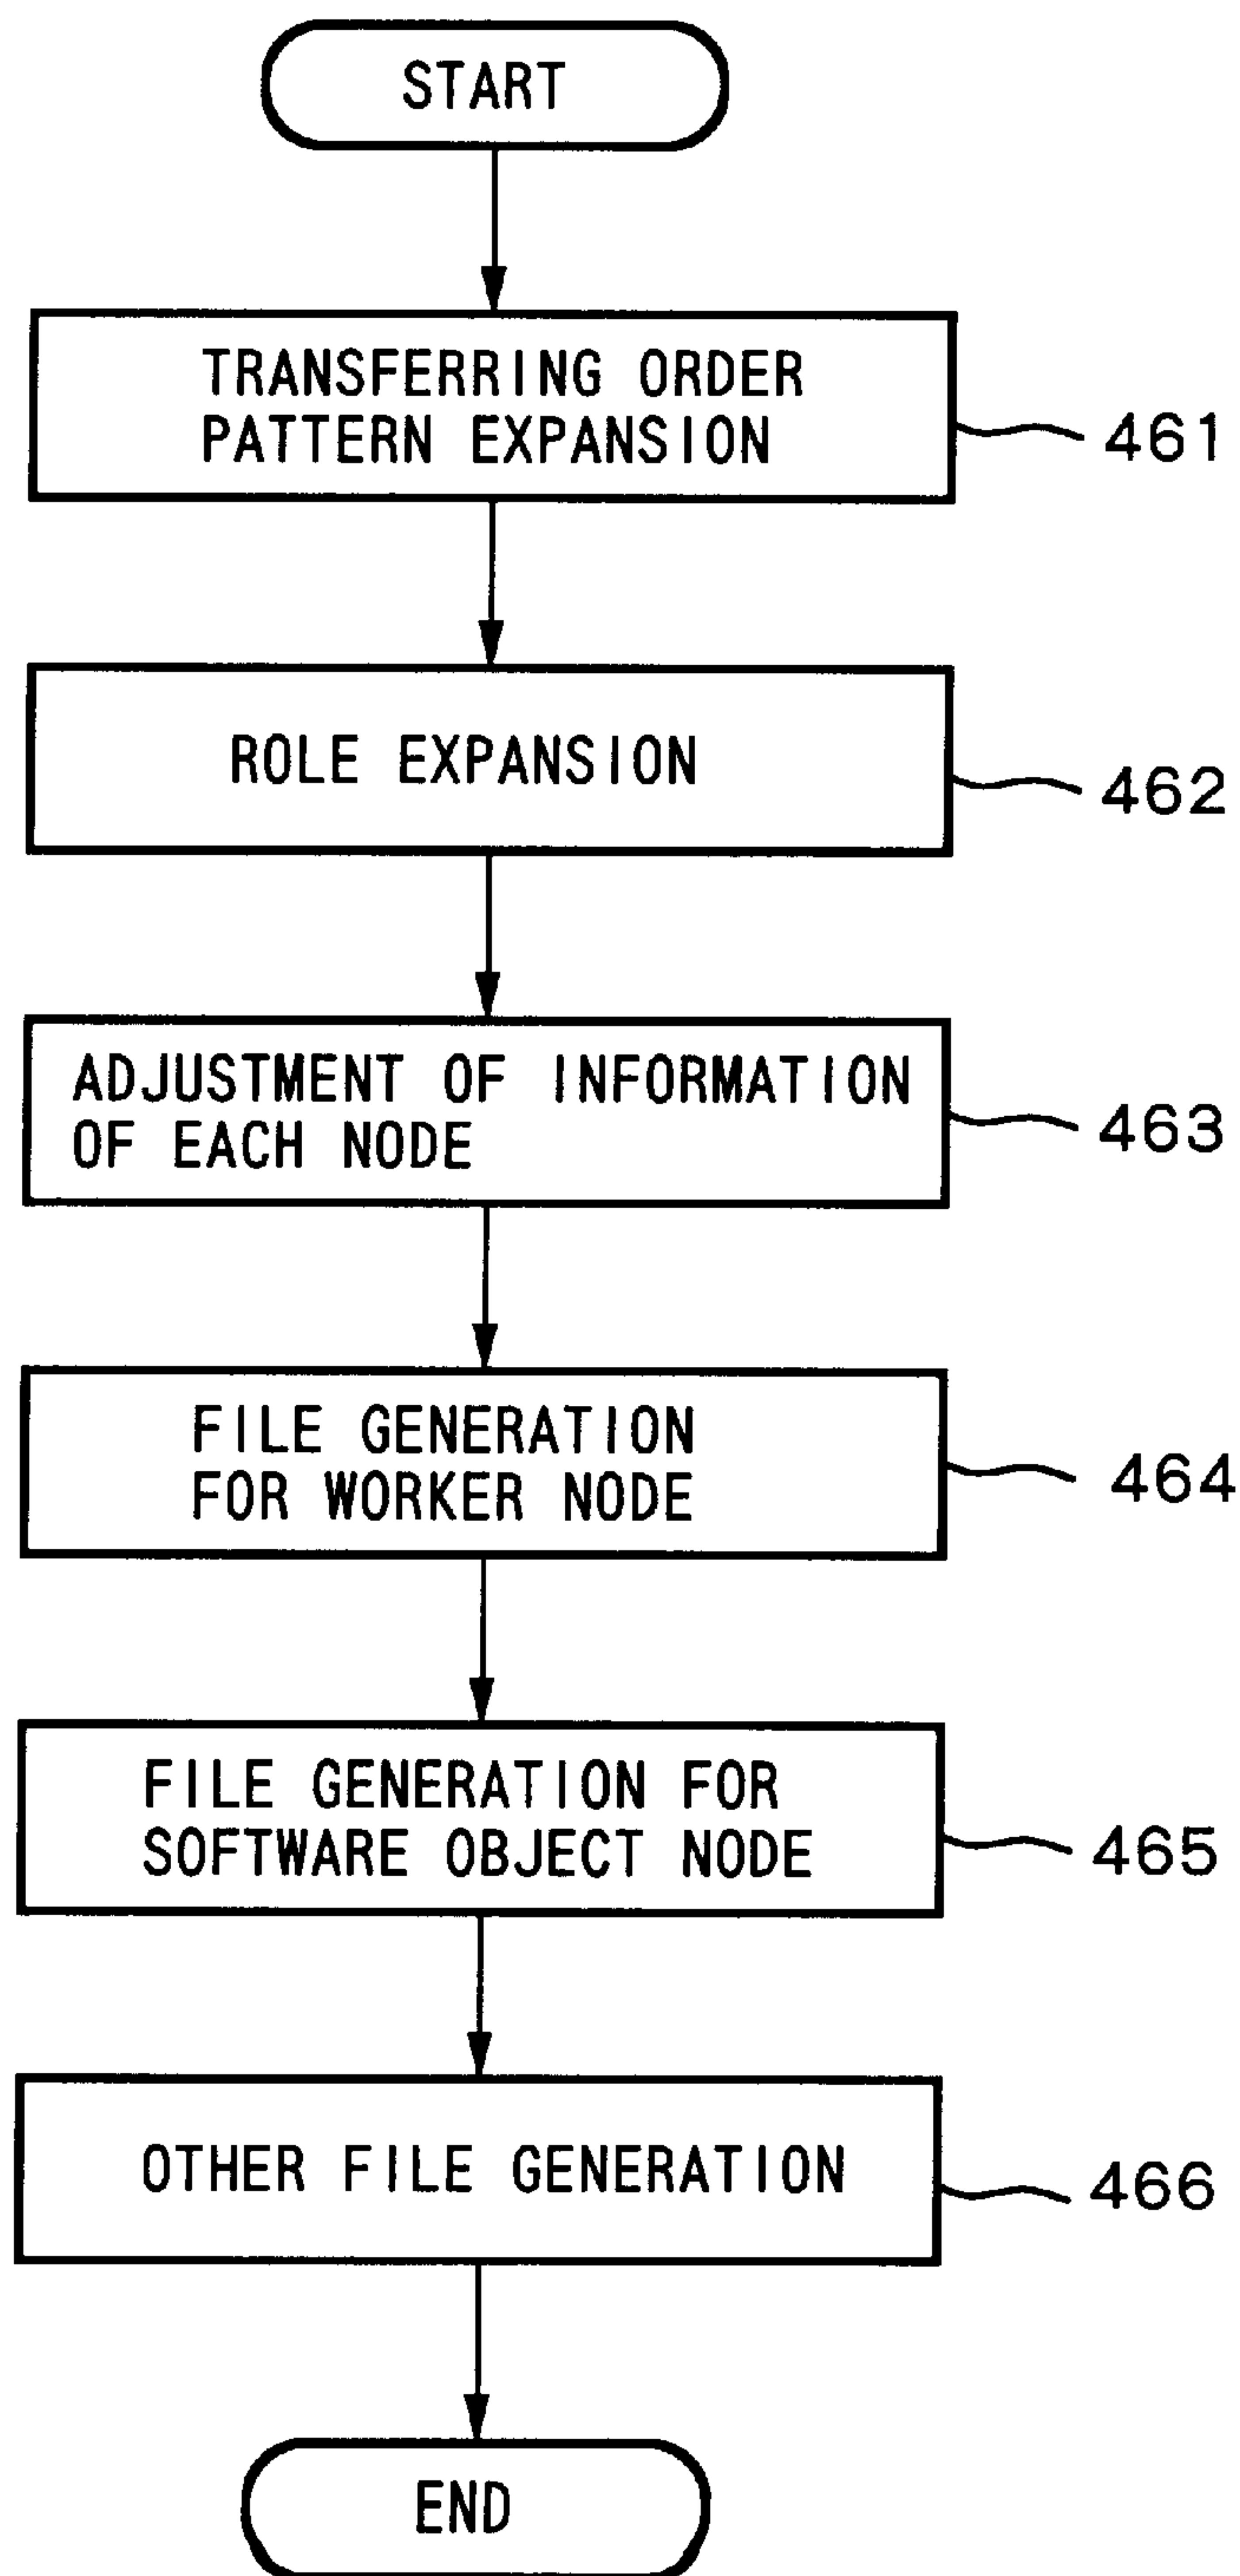 START
TRANSFERRING ORDER
PATTERN EXPANSION
461
ROLE EXPANSION
462
ADJUSTMENT OF INFORMATION
OF EACH NODE
463
FILE GENERATION
FOR WORKER NODE
464
FILE GENERATION FOR
SOFTWARE OBJECT NODE
465
OTHER FILE GENERATION
466
END